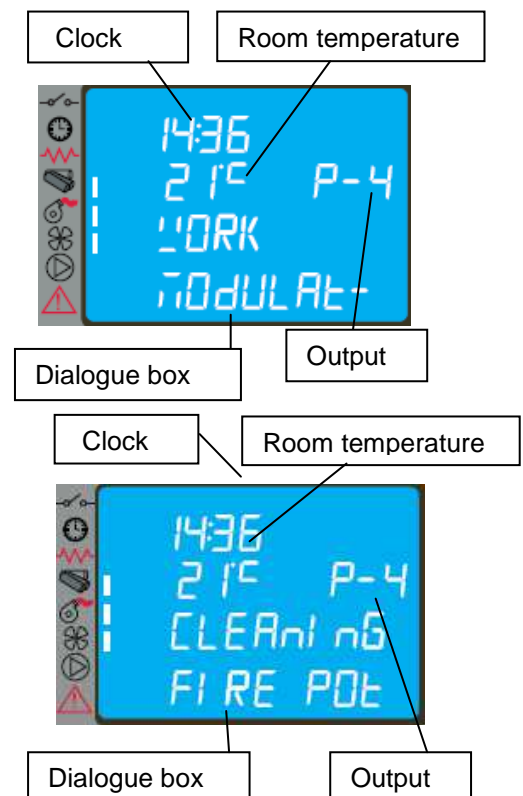 Clock
Room temperature
14:36
21°C P-4
WORK
MOdULAt-
Dialogue box
Output
Clock
Room temperature
14:36
21°C P-4
CLEAnInG
FIRE POt
Dialogue box
Output